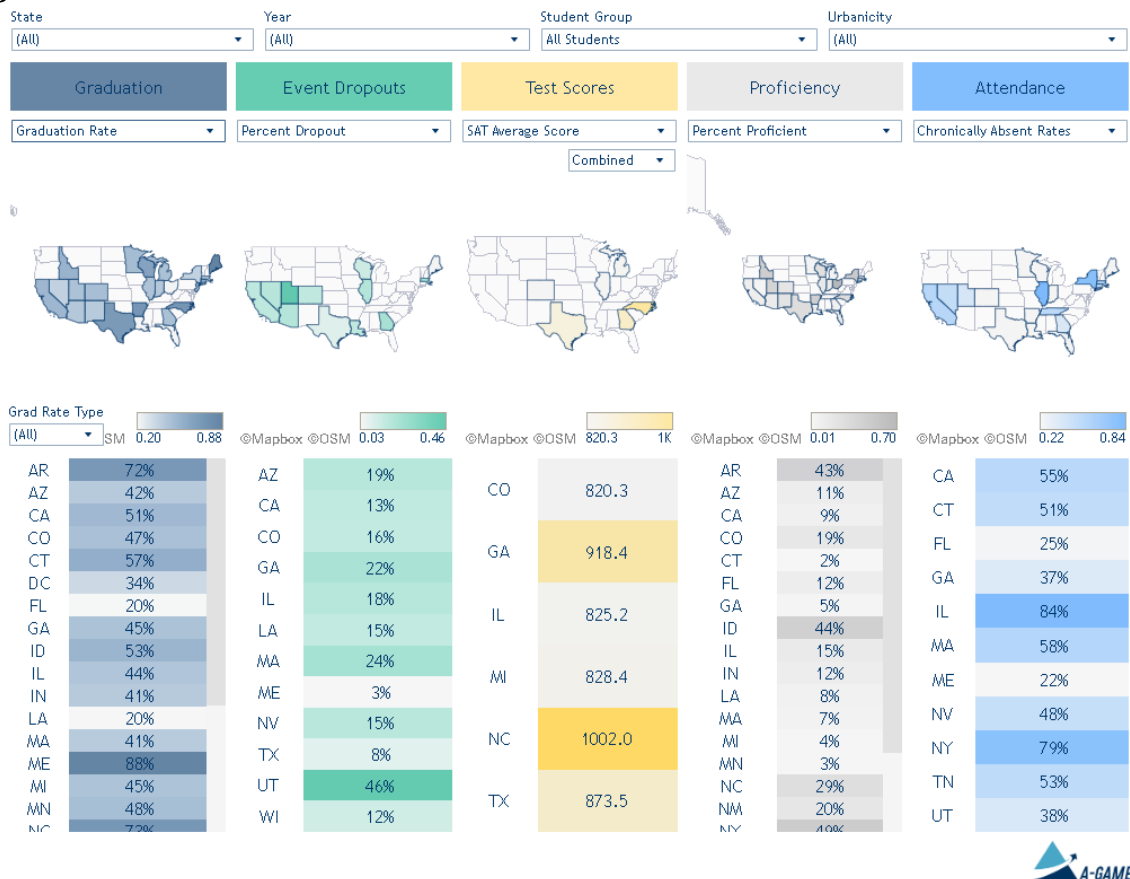 State Year Student Group Urbanicity
(All) (All) All Students (All)
Graduation Event Dropouts Test Scores Proficiency Attendance
Graduation Rate Percent Dropout SAT Average Score Percent Proficient Chronically Absent Rates
Combined
Grad Rate Type
(All) SM 0.20 0.88 ©Mapbox ©OSM 0.03 0.46 ©Mapbox ©OSM 820.3 1K ©Mapbox ©OSM 0.01 0.70 ©Mapbox ©OSM 0.22 0.84
AR 72%
AZ 42%
CA 51%
CO 47%
CT 57%
DC 34%
FL 20%
GA 45%
ID 53%
IL 44%
IN 41%
LA 20%
MA 41%
ME 88%
MI 45%
MN 48%
NC 73%
AZ 19%
CA 13%
CO 16%
GA 22%
IL 18%
LA 15%
MA 24%
ME 3%
NV 15%
TX 8%
UT 46%
WI 12%
CO 820.3
GA 918.4
IL 825.2
MI 828.4
NC 1002.0
TX 873.5
AR 43%
AZ 11%
CA 9%
CO 19%
CT 2%
FL 12%
GA 5%
ID 44%
IL 15%
IN 12%
LA 8%
MA 7%
MI 4%
MN 3%
NC 29%
NM 20%
NY 49%
CA 55%
CT 51%
FL 25%
GA 37%
IL 84%
MA 58%
ME 22%
NV 48%
NY 79%
TN 53%
UT 38%
A-GAME